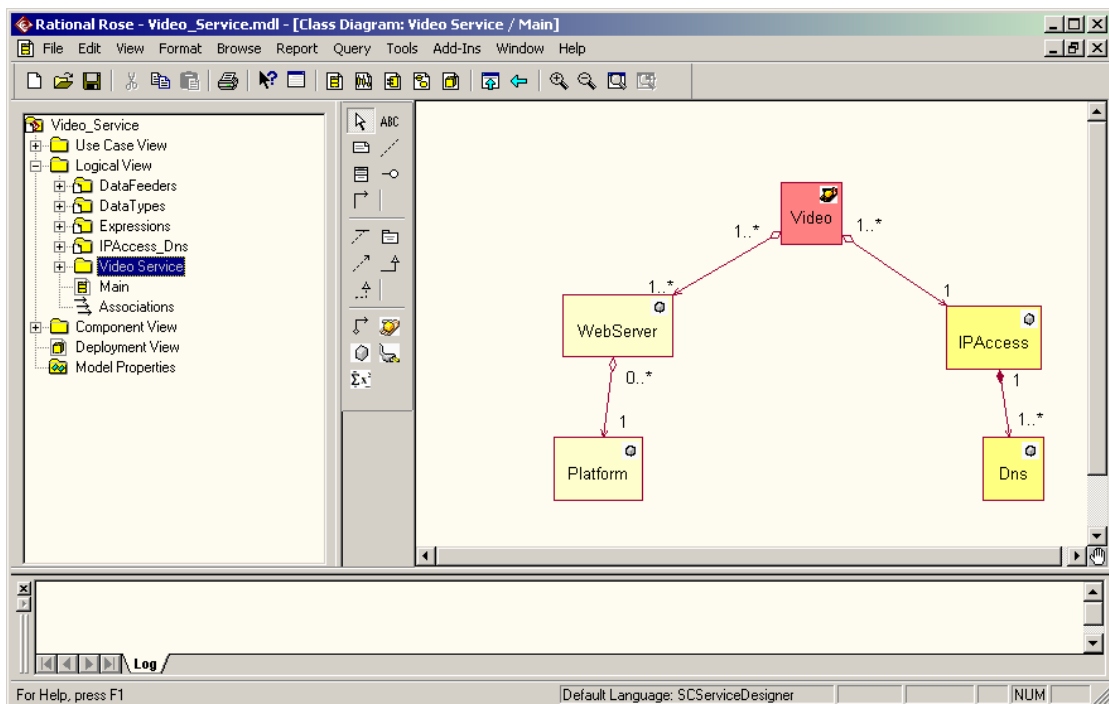 Rational Rose - Video_Service.mdl - [Class Diagram: Video Service / Main]
File Edit View Format Browse Report Query Tools Add-Ins Window Help
ABC
Video_Service
Use Case View
Logical View
DataFeeders
DataTypes
Expressions
IPAccess_Dns
Video Service
Main
Associations
Component View
Deployment View
Model Properties
Σx²
Video
1..*
1..*
1..*
1
WebServer
IPAccess
0..*
1
1
1..*
Platform
Dns
Log
For Help, press F1
Default Language: SCServiceDesigner
NUM